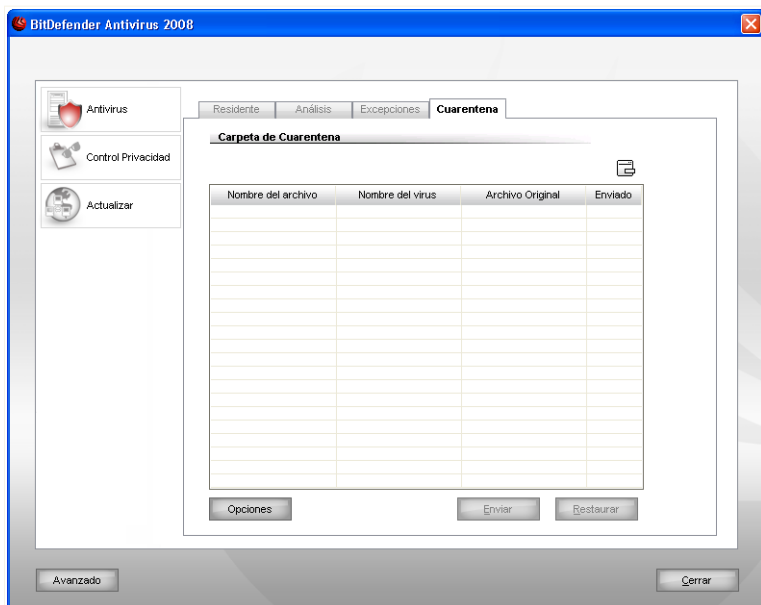 BitDefender Antivirus 2008
Antivirus
Control Privacidad
Actualizar
Residente Análisis Excepciones Cuarentena
Carpeta de Cuarentena
Nombre del archivo Nombre del virus Archivo Original Enviado
Opciones Enviar Restaurar
Avanzado Cerrar